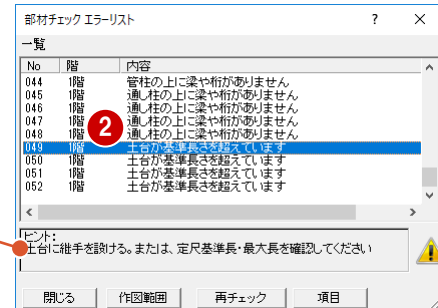 部材チェック エラーリスト ? ×
一覧
No 階 内容
044 1階 管柱の上に梁や桁がありません
045 1階 通し柱の上に梁や桁がありません
046 1階 通し柱の上に梁や桁がありません
047 1階 通し柱の上に梁や桁がありません
048 1階 通し柱の上に梁や桁がありません
2
049 1階 土台が基準長さを超えています
050 1階 土台が基準長さを超えています
051 1階 土台が基準長さを超えています
052 1階 土台が基準長さを超えています
ヒント:
土台に継手を設ける。または、定尺基準長・最大長を確認してください
閉じる 作図範囲 再チェック 項目